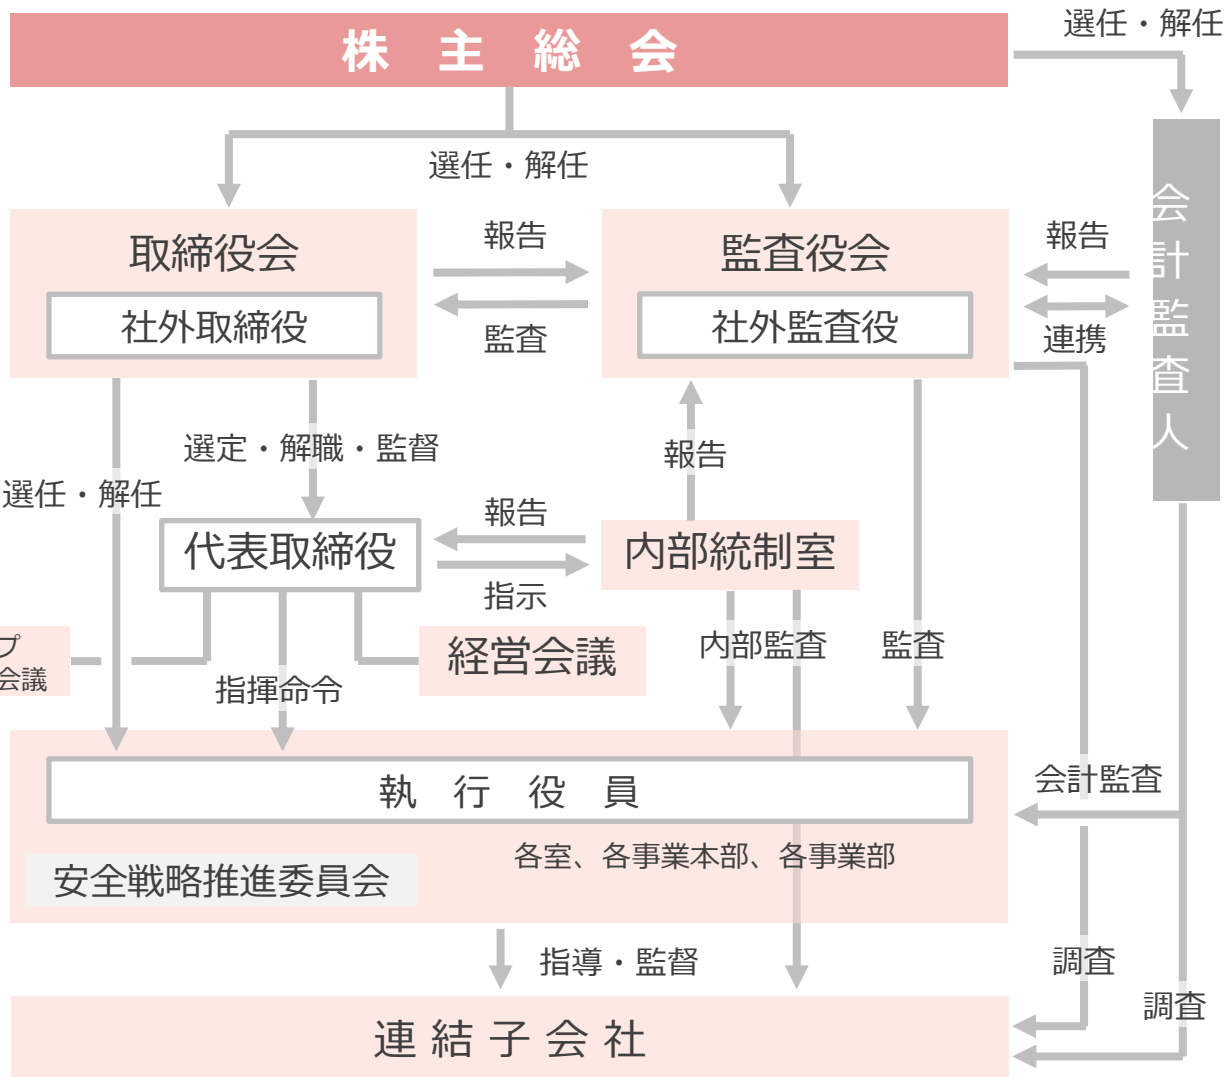 選任・解任
株主総会
選任・解任
取締役会
社外取締役
報告
監査
監査役会
社外監査役
報告
連携
会計監査人
選定・解職・監督
選任・解任
報告
代表取締役
報告
指示
内部統制室
プ
会議
経営会議
内部監査
監査
指揮命令
執行役員
会計監査
各室、各事業本部、各事業部
安全戦略推進委員会
指導・監督
調査
調査
連結子会社